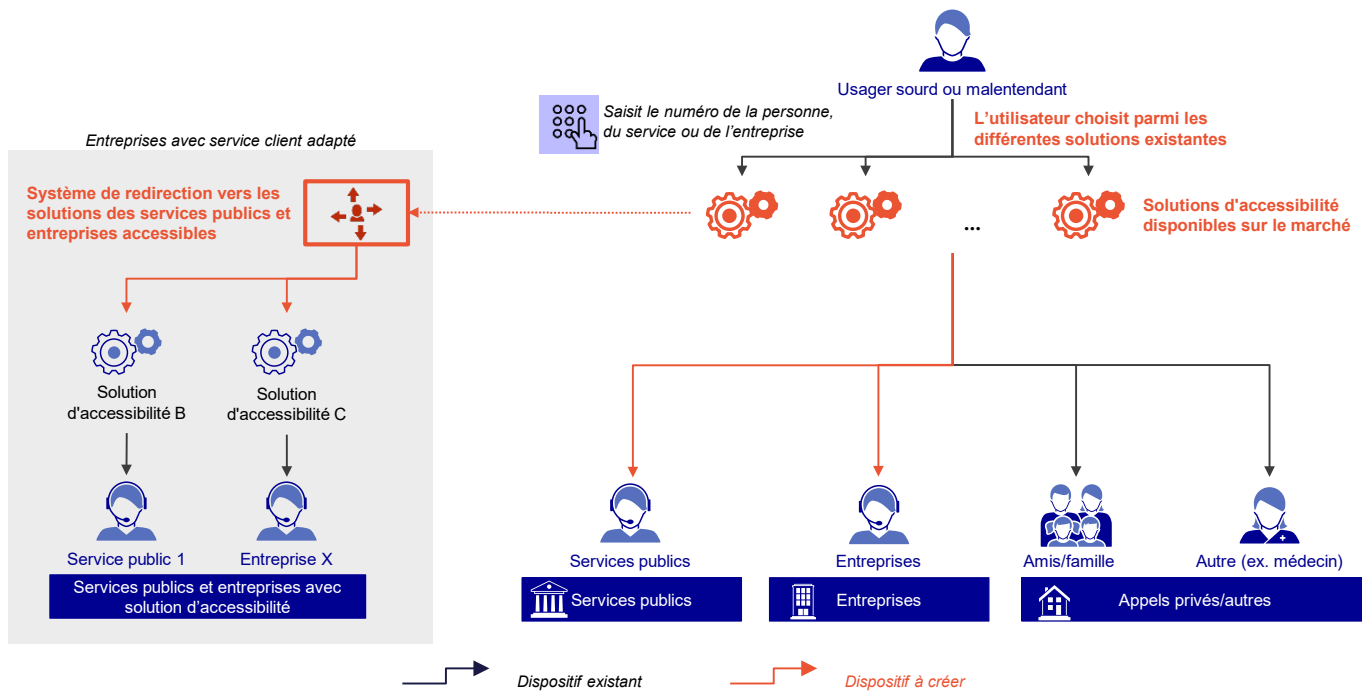 Usager sourd ou malentendant
Saisit le numéro de la personne,
du service ou de l'entreprise
L'utilisateur choisit parmi les
différentes solutions existantes
Entreprises avec service client adapté
Système de redirection vers les
solutions des services publics et
entreprises accessibles
Solutions d'accessibilité
disponibles sur le marché
...
Solution
d'accessibilité B
Solution
d'accessibilité C
Service public 1
Entreprise X
Services publics et entreprises avec
solution d'accessibilité
Services publics
Entreprises
Amis/famille
Autre (ex. médecin)
Services publics
Entreprises
Appels privés/autres
Dispositif existant
Dispositif à créer